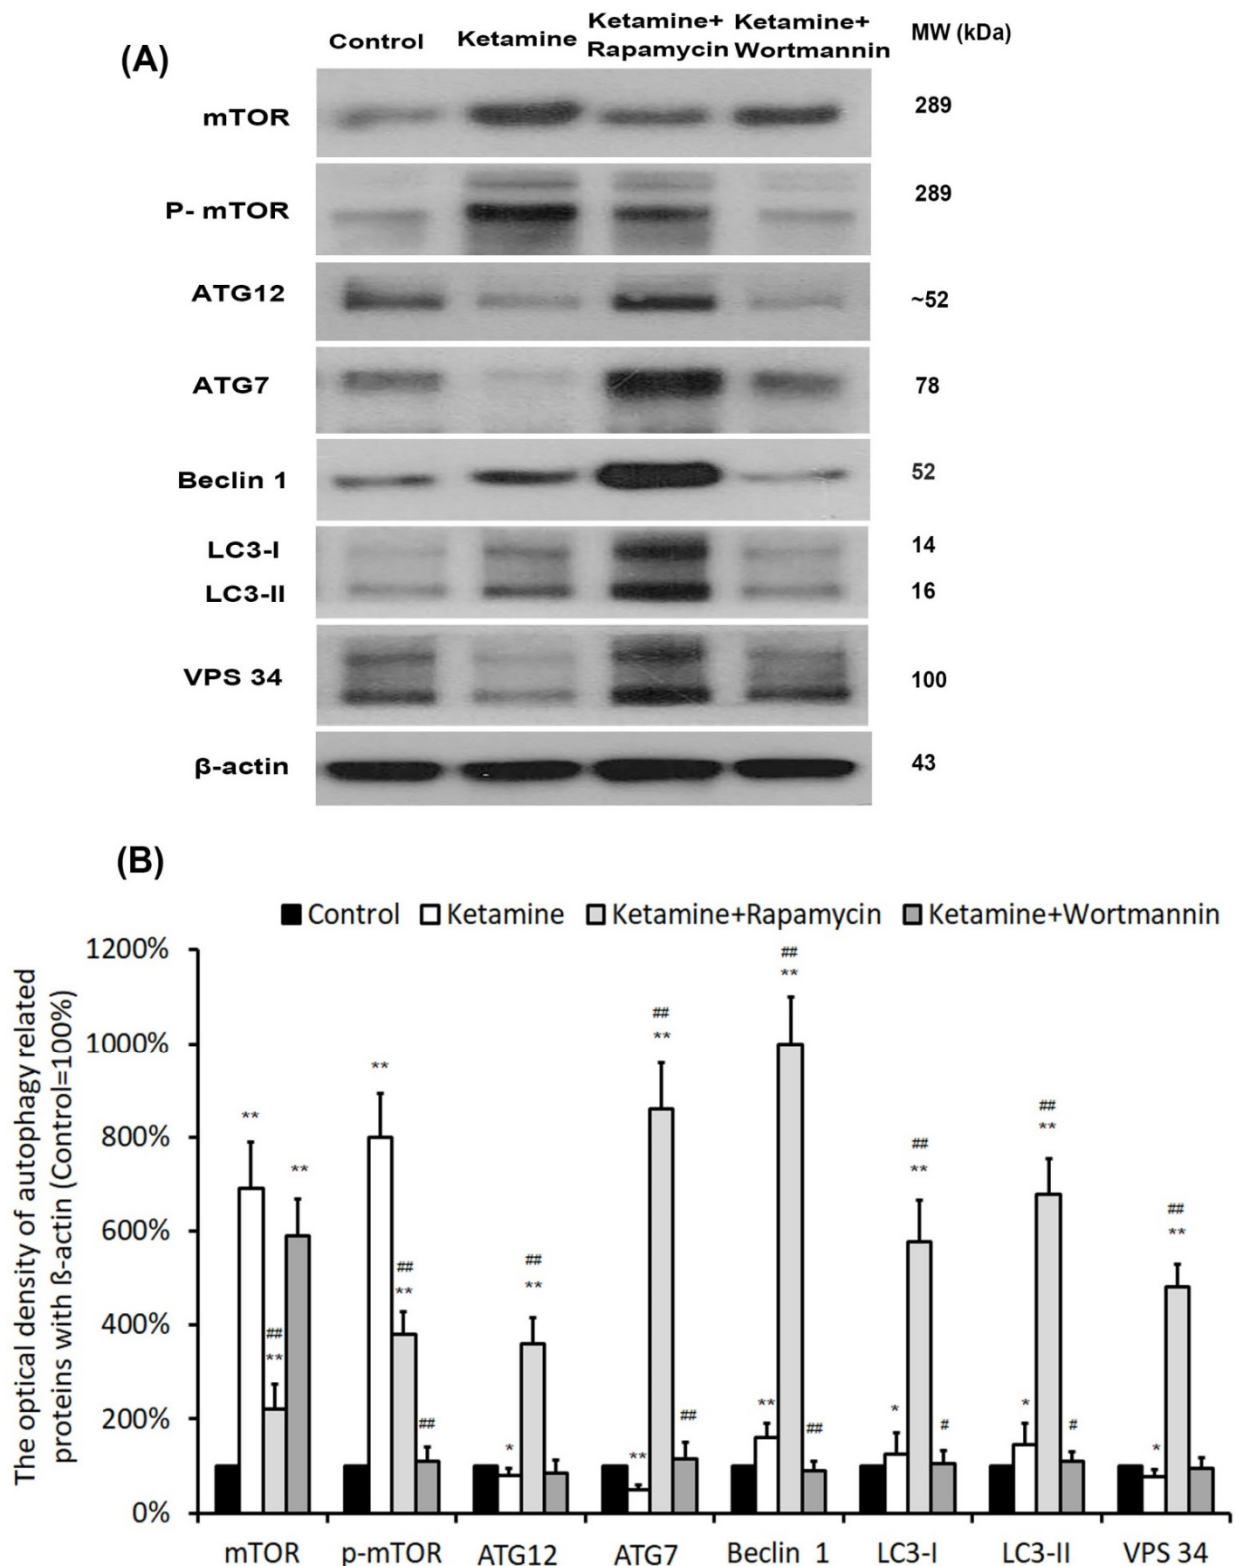 (A)
Control Ketamine Ketamine+ Rapamycin Ketamine+ Wortmannin MW (kDa)
mTOR 289
P- mTOR 289
ATG12 ~52
ATG7 78
Beclin 1 52
LC3-I 14
LC3-II 16
VPS 34 100
β-actin 43
(B)
Control Ketamine Ketamine+Rapamycin Ketamine+Wortmannin
The optical density of autophagy related
proteins with ß-actin (Control=100%)
1200%
1000%
800%
600%
400%
200%
0%
** ## ** **
** ## ** ##
* ## **
** ## ** ##
** ## ** ##
* ## ** #
* ## ** #
* ## **
mTOR p-mTOR ATG12 ATG7 Beclin 1 LC3-I LC3-II VPS 34